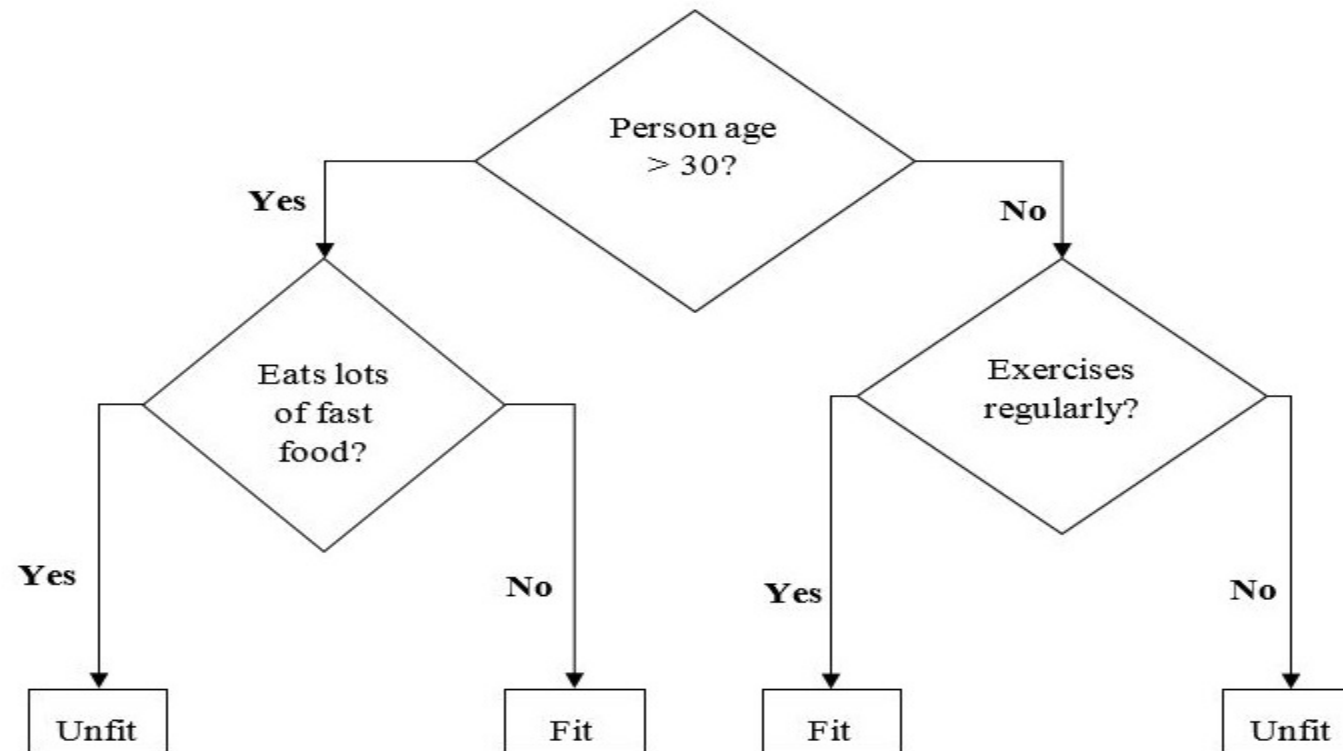 Person age
> 30?
Yes
No
Eats lots
of fast
food?
Exercises
regularly?
Yes
No
Yes
No
Unfit
Fit
Fit
Unfit